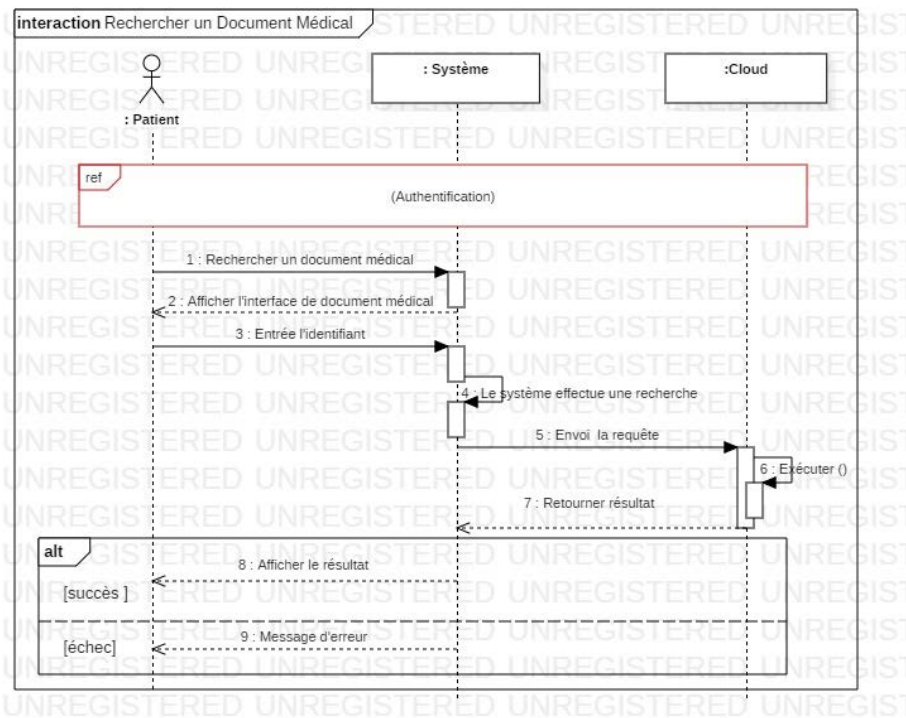 interaction Rechercher un Document Médical
: Patient
: Système
:Cloud
ref
(Authentification)
1 : Rechercher un document médical
2 : Afficher l'interface de document médical
3 : Entrée l'identifiant
4 : Le système effectue une recherche
5 : Envoi la requête
6 : Exécuter ()
7 : Retourner résultat
alt
8 : Afficher le résultat
[succès ]
9 : Message d'erreur
[échec]
UNREGISTERED UNREGISTERED UNREGISTERED UNREGIST